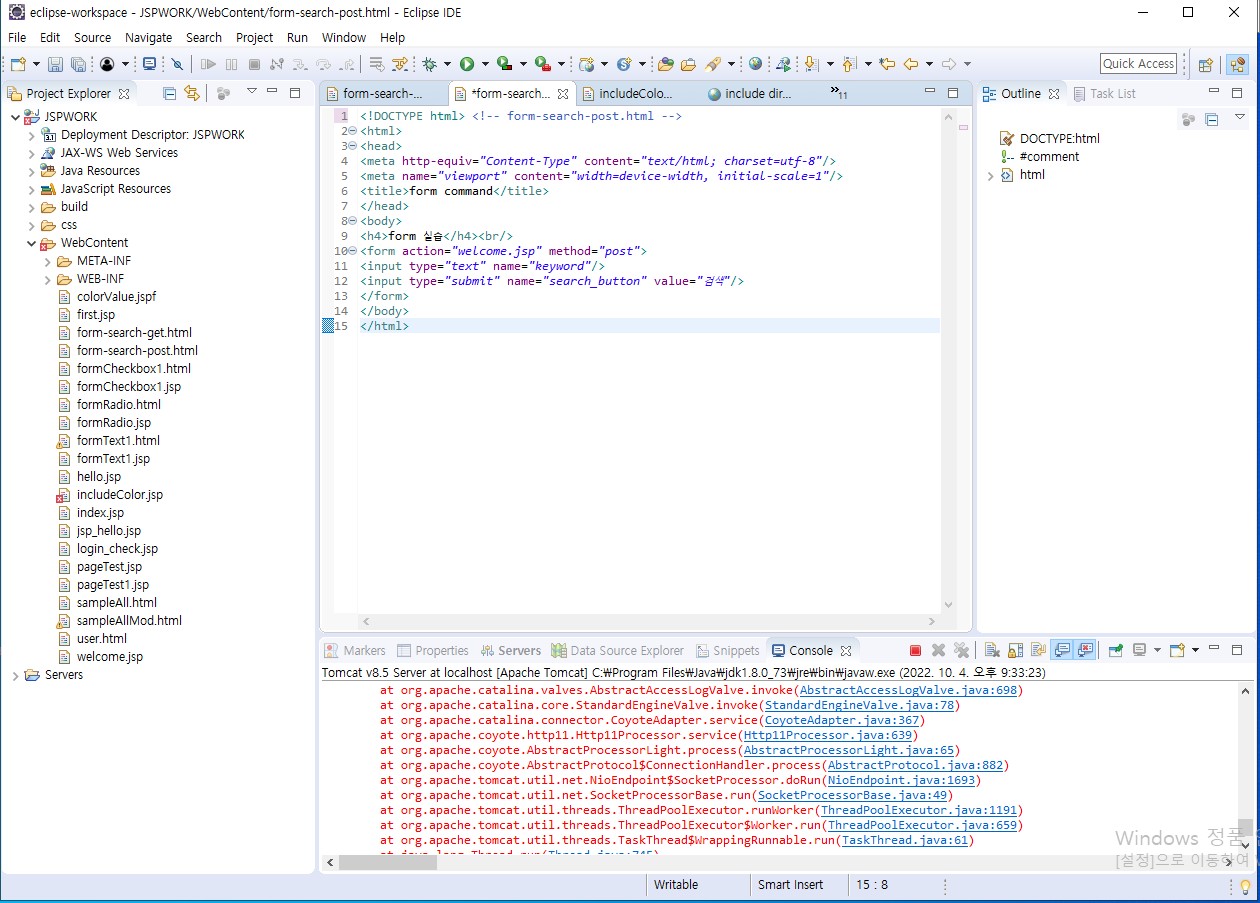 eclipse-workspace - JSPWORK/WebContent/form-search-post.html - Eclipse IDE
File Edit Source Navigate Search Project Run Window Help
Quick Access
Project Explorer
JSPWORK
Deployment Descriptor: JSPWORK
JAX-WS Web Services
Java Resources
JavaScript Resources
build
css
WebContent
META-INF
WEB-INF
colorValue.jspf
first.jsp
form-search-get.html
form-search-post.html
formCheckbox1.html
formCheckbox1.jsp
formRadio.html
formRadio.jsp
formText1.html
formText1.jsp
hello.jsp
includeColor.jsp
index.jsp
jsp_hello.jsp
login_check.jsp
pageTest.jsp
pageTest1.jsp
sampleAll.html
sampleAllMod.html
user.html
welcome.jsp
Servers
form-search-... *form-search... includeColo... include dir... »11
1 <!DOCTYPE html> <!-- form-search-post.html -->
2 <html>
3 <head>
4 <meta http-equiv="Content-Type" content="text/html; charset=utf-8"/>
5 <meta name="viewport" content="width=device-width, initial-scale=1"/>
6 <title>form command</title>
7 </head>
8 <body>
9 <h4>form 실습</h4><br/>
10 <form action="welcome.jsp" method="post">
11 <input type="text" name="keyword"/>
12 <input type="submit" name="search_button" value="검색"/>
13 </form>
14 </body>
15 </html>
Outline Task List
DOCTYPE:html
#comment
html
Markers Properties Servers Data Source Explorer Snippets Console
Tomcat v8.5 Server at localhost [Apache Tomcat] C:₩Program Files₩Java₩jdk1.8.0_73₩jre₩bin₩javaw.exe (2022. 10. 4. 오후 9:33:23)
at org.apache.catalina.valves.AbstractAccessLogValve.invoke(AbstractAccessLogValve.java:698)
at org.apache.catalina.core.StandardEngineValve.invoke(StandardEngineValve.java:78)
at org.apache.catalina.connector.CoyoteAdapter.service(CoyoteAdapter.java:367)
at org.apache.coyote.http11.Http11Processor.service(Http11Processor.java:639)
at org.apache.coyote.AbstractProcessorLight.process(AbstractProcessorLight.java:65)
at org.apache.coyote.AbstractProtocol$ConnectionHandler.process(AbstractProtocol.java:882)
at org.apache.tomcat.util.net.NioEndpoint$SocketProcessor.doRun(NioEndpoint.java:1693)
at org.apache.tomcat.util.net.SocketProcessorBase.run(SocketProcessorBase.java:49)
at org.apache.tomcat.util.threads.ThreadPoolExecutor.runWorker(ThreadPoolExecutor.java:1191)
at org.apache.tomcat.util.threads.ThreadPoolExecutor$Worker.run(ThreadPoolExecutor.java:659)
at org.apache.tomcat.util.threads.TaskThread$WrappingRunnable.run(TaskThread.java:61)
at java.lang.Thread.run(Thread.java:745)
Windows 정품
[설정]으로 이동하여
Writable Smart Insert 15 : 8